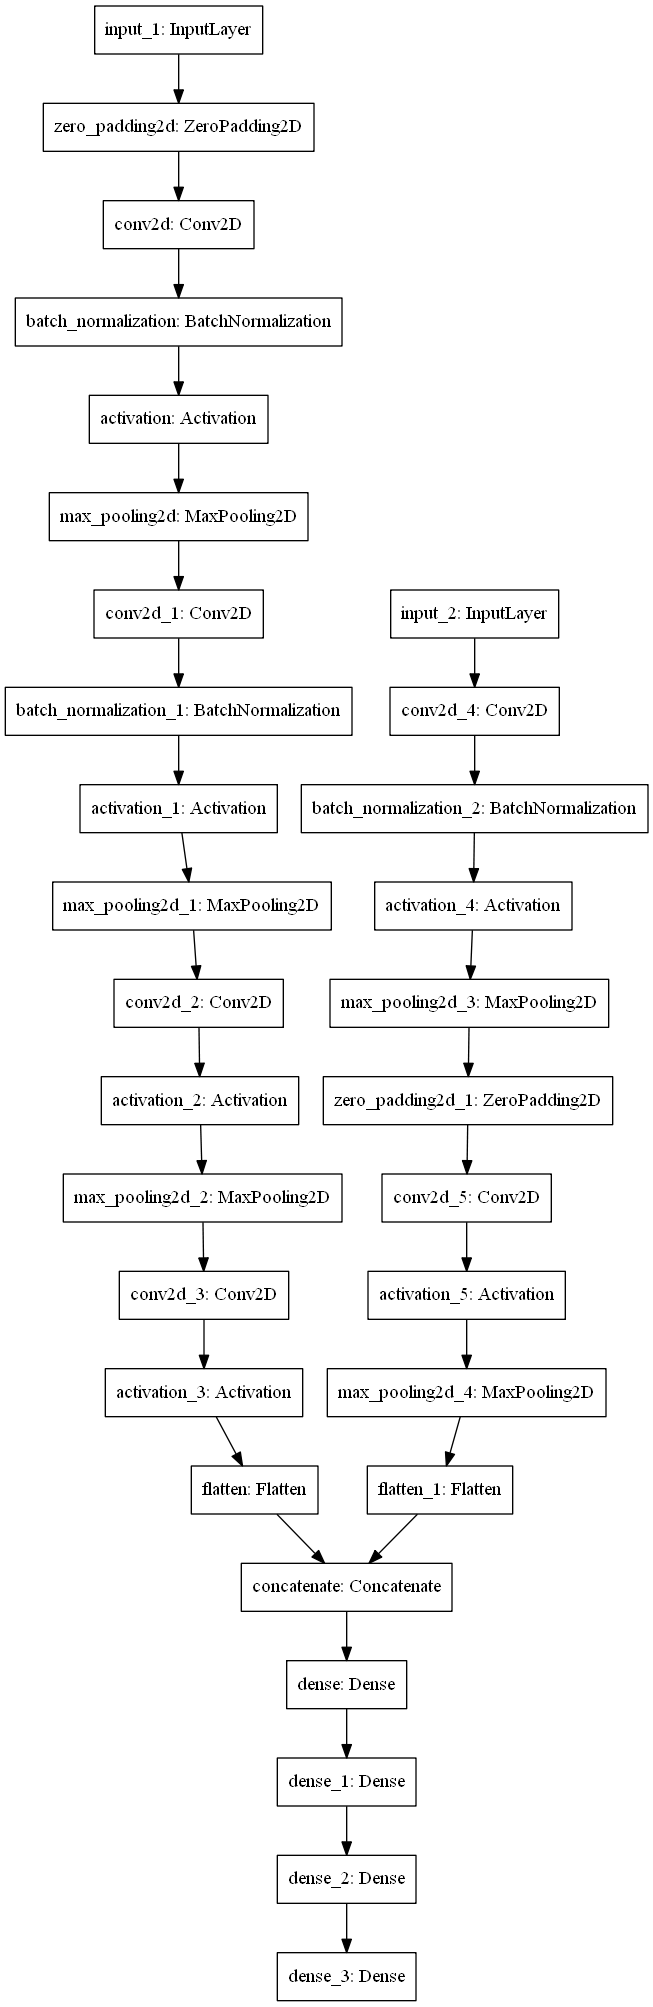 input_1: InputLayer
zero_padding2d: ZeroPadding2D
conv2d: Conv2D
batch_normalization: BatchNormalization
activation: Activation
max_pooling2d: MaxPooling2D
conv2d_1: Conv2D
input_2: InputLayer
batch_normalization_1: BatchNormalization
conv2d_4: Conv2D
activation_1: Activation
batch_normalization_2: BatchNormalization
max_pooling2d_1: MaxPooling2D
activation_4: Activation
conv2d_2: Conv2D
max_pooling2d_3: MaxPooling2D
activation_2: Activation
zero_padding2d_1: ZeroPadding2D
max_pooling2d_2: MaxPooling2D
conv2d_5: Conv2D
conv2d_3: Conv2D
activation_5: Activation
activation_3: Activation
max_pooling2d_4: MaxPooling2D
flatten: Flatten
flatten_1: Flatten
concatenate: Concatenate
dense: Dense
dense_1: Dense
dense_2: Dense
dense_3: Dense